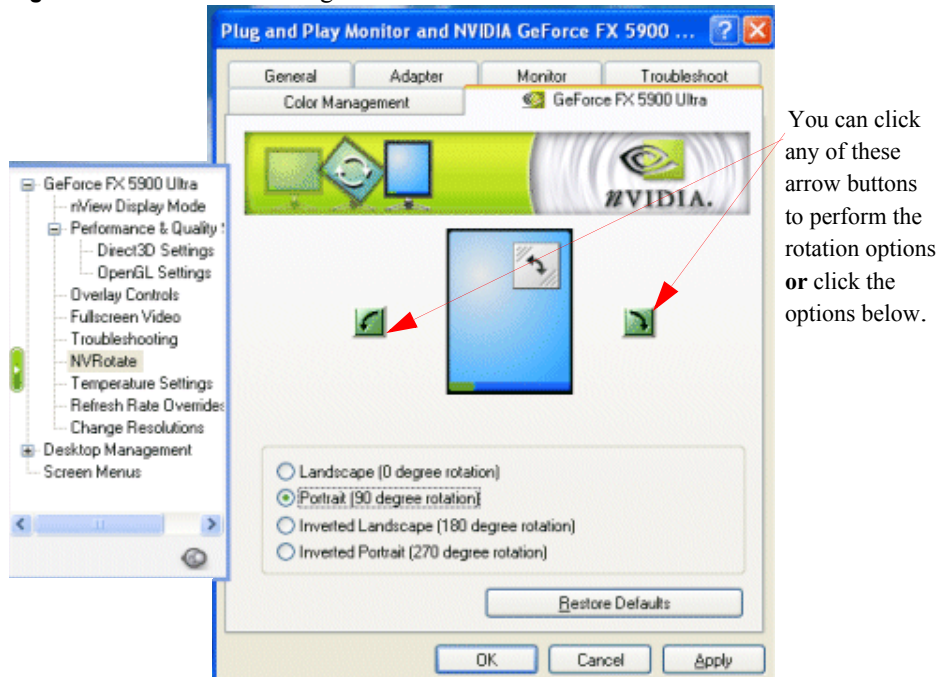 Plug and Play Monitor and NVIDIA GeForce FX 5900 ...
General Adapter Monitor Troubleshoot
Color Management GeForce FX 5900 Ultra
nVIDIA.
You can click
any of these
arrow buttons
to perform the
rotation options
or click the
options below.
GeForce FX 5900 Ultra
nView Display Mode
Performance & Quality
Direct3D Settings
OpenGL Settings
Overlay Controls
Fullscreen Video
Troubleshooting
NVRotate
Temperature Settings
Refresh Rate Overrides
Change Resolutions
Desktop Management
Screen Menus
Landscape (0 degree rotation)
Portrait (90 degree rotation)
Inverted Landscape (180 degree rotation)
Inverted Portrait (270 degree rotation)
Restore Defaults
OK Cancel Apply